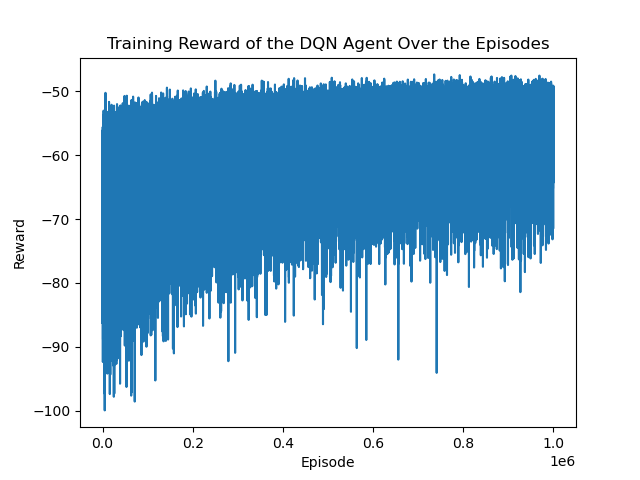 Training Reward of the DQN Agent Over the Episodes
−50
−60
−70
−80
−90
−100
Reward
0.0 0.2 0.4 0.6 0.8 1.0
1e6
Episode